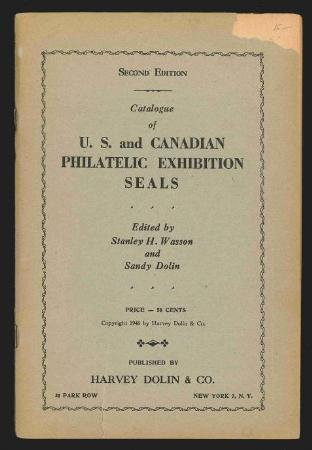 15—
SECOND EDITION
Catalogue
of
U. S. and CANADIAN
PHILATELIC EXHIBITION
SEALS
Edited by
Stanley H. Wasson
and
Sandy Dolin
PRICE — 50 CENTS
Copyright 1946 by Harvey Dolin & Co.
PUBLISHED BY
HARVEY DOLIN & CO.
PARK ROW NEW YORK 7, N. Y.